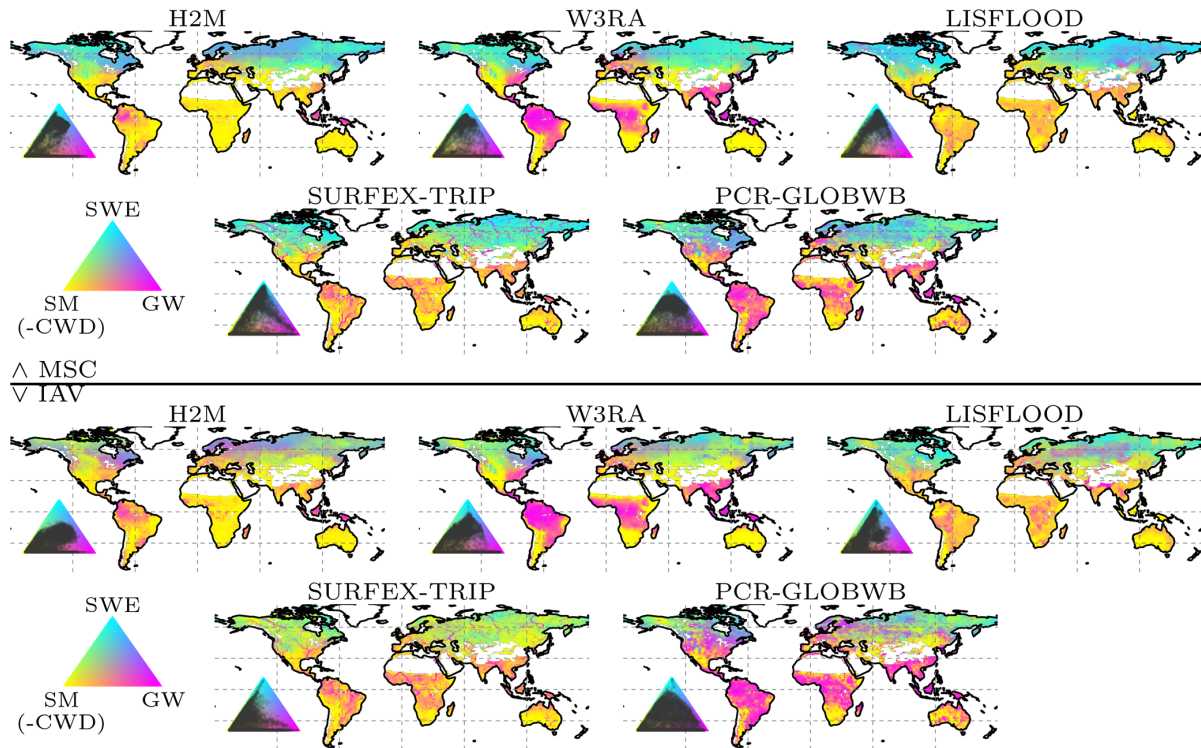 H2M
W3RA
LISFLOOD
SURFEX-TRIP
PCR-GLOBWB
SWE
SM
GW
(-CWD)
∧ MSC
∨ IAV
H2M
W3RA
LISFLOOD
SURFEX-TRIP
PCR-GLOBWB
SWE
SM
GW
(-CWD)